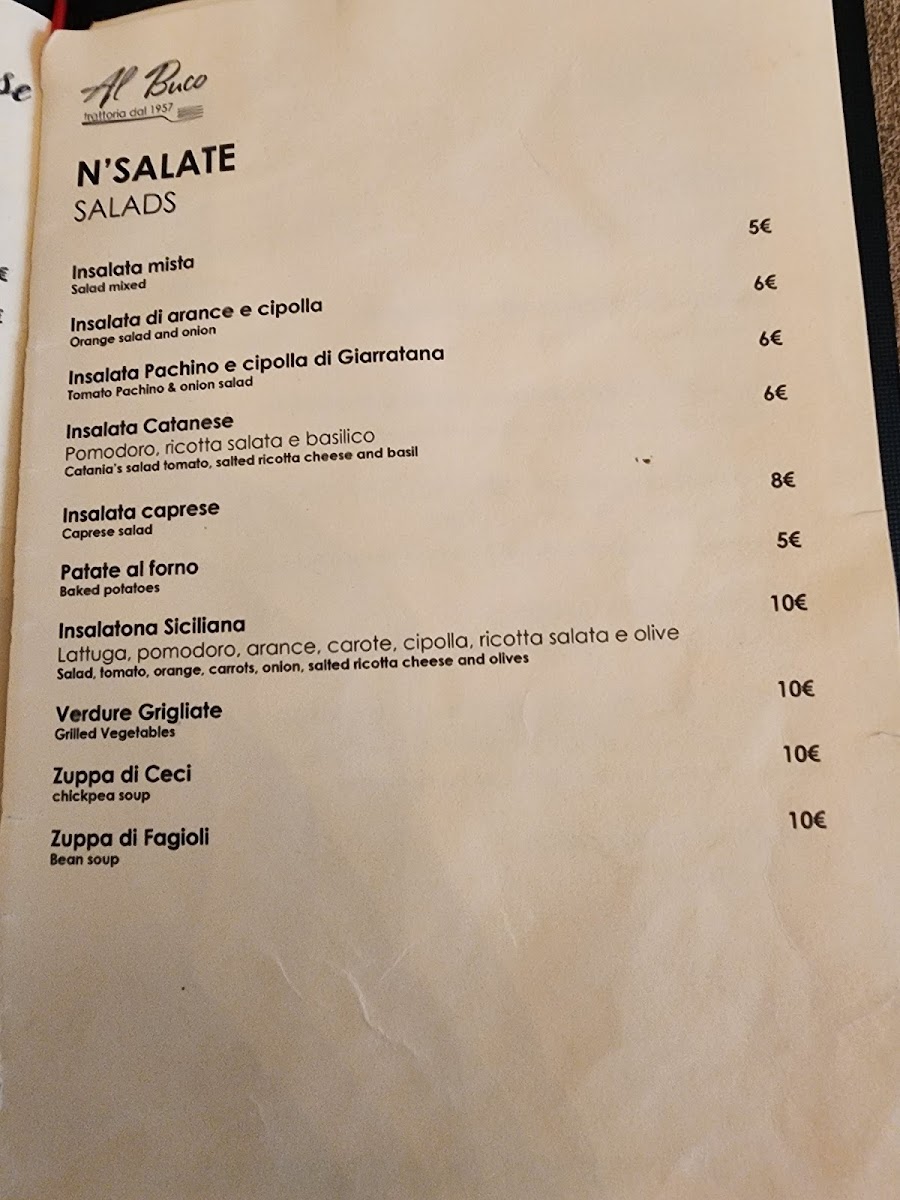 se
€
€
Al Buco
trattoria dal 1957
N'SALATE
SALADS
Insalata mista 5€
Salad mixed
Insalata di arance e cipolla 6€
Orange salad and onion
Insalata Pachino e cipolla di Giarratana 6€
Tomato Pachino & onion salad
Insalata Catanese 6€
Pomodoro, ricotta salata e basilico
Catania's salad tomato, salted ricotta cheese and basil
Insalata caprese 8€
Caprese salad
Patate al forno 5€
Baked potatoes
Insalatona Siciliana 10€
Lattuga, pomodoro, arance, carote, cipolla, ricotta salata e olive
Salad, tomato, orange, carrots, onion, salted ricotta cheese and olives
Verdure Grigliate 10€
Grilled Vegetables
Zuppa di Ceci 10€
chickpea soup
Zuppa di Fagioli 10€
Bean soup